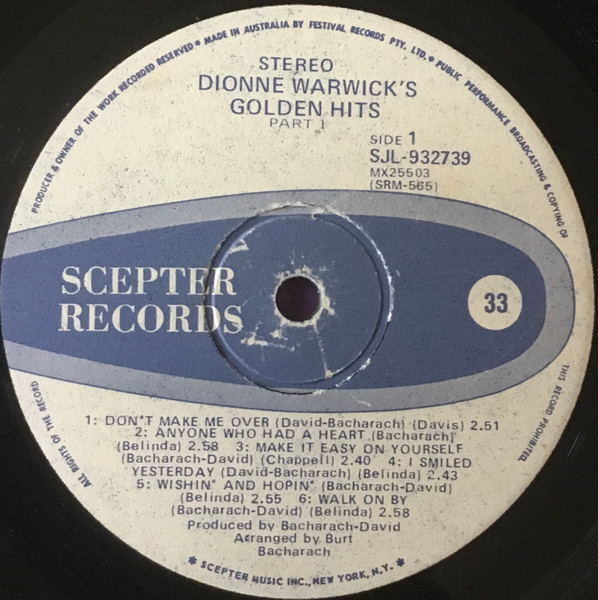 PRODUCER & OWNER OF THE WORK RECORDED RESERVED * MADE IN AUSTRALIA BY FESTIVAL RECORDS PTY. LTD. * PUBLIC PERFORMANCE BROADCASTING & COPYING OF
THIS RECORD PROHIBITED.
ALL RIGHTS OF THE RECORD
STEREO
DIONNE WARWICK'S
GOLDEN HITS
PART 1
SIDE 1
SJL-932739
MX25503
(SRM-565)
SCEPTER
RECORDS
33
1: DON'T MAKE ME OVER (David-Bacharach) (Davis) 2.51
2: ANYONE WHO HAD A HEART (Bacharach)
(Belinda) 2.58 3: MAKE IT EASY ON YOURSELF
(Bacharach-David) (Chappell) 2.40 4: I SMILED
YESTERDAY (David-Bacharach) (Belinda) 2.43
5: WISHIN' AND HOPIN' (Bacharach-David)
(Belinda) 2.55 6: WALK ON BY
(Bacharach-David) (Belinda) 2.58
Produced by Bacharach-David
Arranged by Burt
Bacharach
* SCEPTER MUSIC INC., NEW YORK, N.Y. *